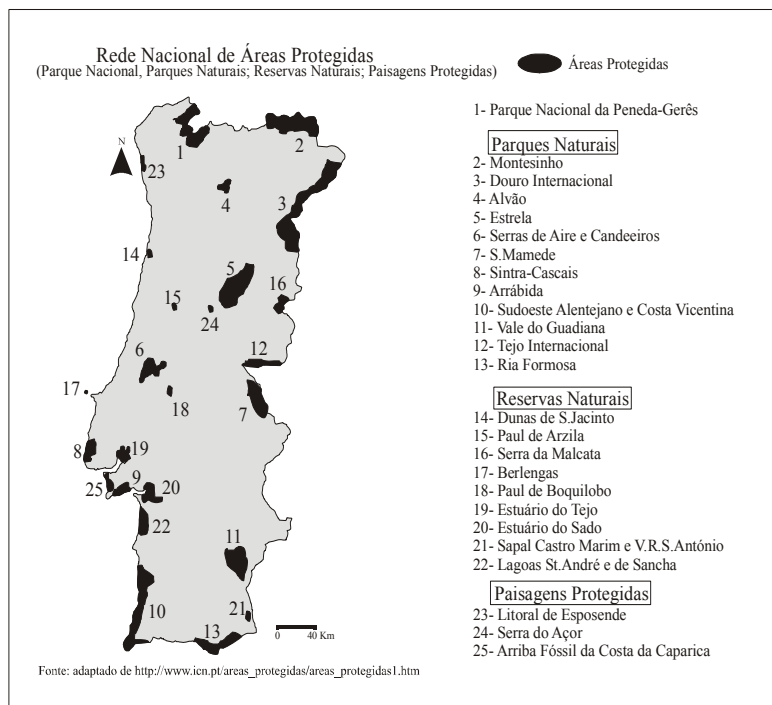 Rede Nacional de Áreas Protegidas
(Parque Nacional, Parques Naturais; Reservas Naturais; Paisagens Protegidas)
Áreas Protegidas
1- Parque Nacional da Peneda-Gerês
Parques Naturais
2- Montesinho
3- Douro Internacional
4- Alvão
5- Estrela
6- Serras de Aire e Candeeiros
7- S.Mamede
8- Sintra-Cascais
9- Arrábida
10- Sudoeste Alentejano e Costa Vicentina
11- Vale do Guadiana
12- Tejo Internacional
13- Ria Formosa
Reservas Naturais
14- Dunas de S.Jacinto
15- Paul de Arzila
16- Serra da Malcata
17- Berlengas
18- Paul de Boquilobo
19- Estuário do Tejo
20- Estuário do Sado
21- Sapal Castro Marim e V.R.S.António
22- Lagoas St.André e de Sancha
Paisagens Protegidas
23- Litoral de Esposende
24- Serra do Açor
25- Arriba Fóssil da Costa da Caparica
N
1
2
23
4
3
14
5
16
15
24
6
12
17
18
7
8
19
9
25
20
22
11
10
21
13
0 40 Km
Fonte: adaptado de http://www.icn.pt/areas_protegidas/areas_protegidas1.htm